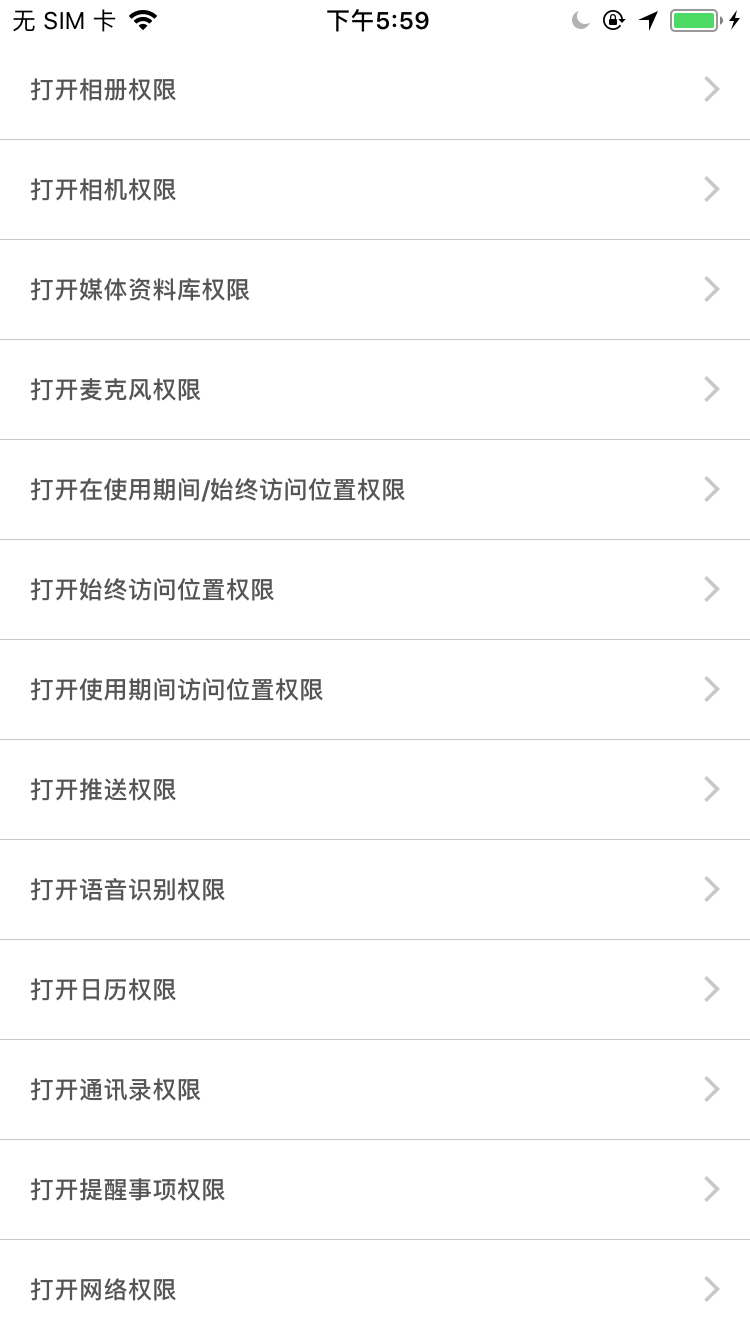 无 SIM 卡 下午5:59
打开相册权限
打开相机权限
打开媒体资料库权限
打开麦克风权限
打开在使用期间/始终访问位置权限
打开始终访问位置权限
打开使用期间访问位置权限
打开推送权限
打开语音识别权限
打开日历权限
打开通讯录权限
打开提醒事项权限
打开网络权限